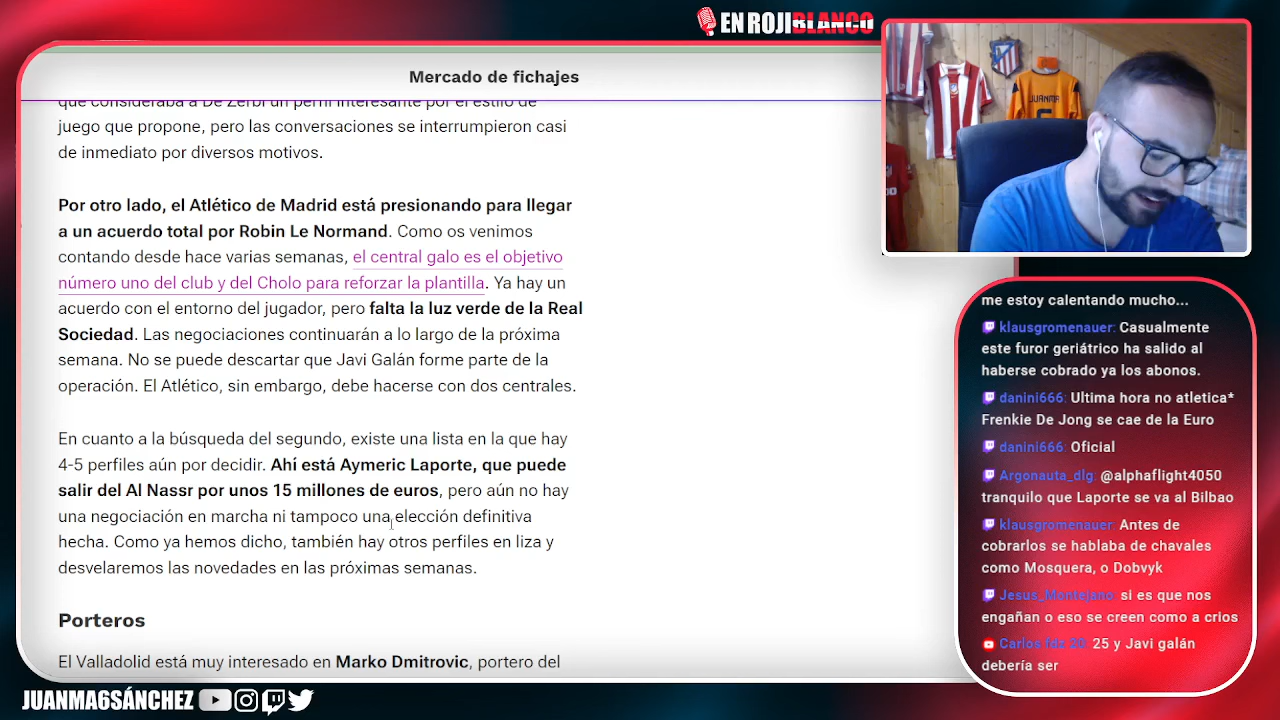 EN ROJIBLANCO
Mercado de fichajes
que consideraba a De Zerbi un perfil interesante por el estilo de
juego que propone, pero las conversaciones se interrumpieron casi
de inmediato por diversos motivos.
Por otro lado, el Atlético de Madrid está presionando para llegar
a un acuerdo total por Robin Le Normand. Como os venimos
contando desde hace varias semanas, el central galo es el objetivo
número uno del club y del Cholo para reforzar la plantilla. Ya hay un
acuerdo con el entorno del jugador, pero falta la luz verde de la Real
Sociedad. Las negociaciones continuarán a lo largo de la próxima
semana. No se puede descartar que Javi Galán forme parte de la
operación. El Atlético, sin embargo, debe hacerse con dos centrales.
En cuanto a la búsqueda del segundo, existe una lista en la que hay
4-5 perfiles aún por decidir. Ahí está Aymeric Laporte, que puede
salir del Al Nassr por unos 15 millones de euros, pero aún no hay
una negociación en marcha ni tampoco una elección definitiva
hecha. Como ya hemos dicho, también hay otros perfiles en liza y
desvelaremos las novedades en las próximas semanas.
Porteros
El Valladolid está muy interesado en Marko Dmitrovic, portero del
JUANMA
me estoy calentando mucho...
klausgromenauer: Casualmente
este furor geriátrico ha salido al
haberse cobrado ya los abonos.
danini666: Ultima hora no atletica*
Frenkie De Jong se cae de la Euro
danini666: Oficial
Argonauta_dlg: @alphaflight4050
tranquilo que Laporte se va al Bilbao
klausgromenauer: Antes de
cobrarlos se hablaba de chavales
como Mosquera, o Dobvyk
Jesus_Montejano: si es que nos
engañan o eso se creen como a crios
Carlos fdz 20: 25 y Javi galán
debería ser
JUANMA6SÁNCHEZ